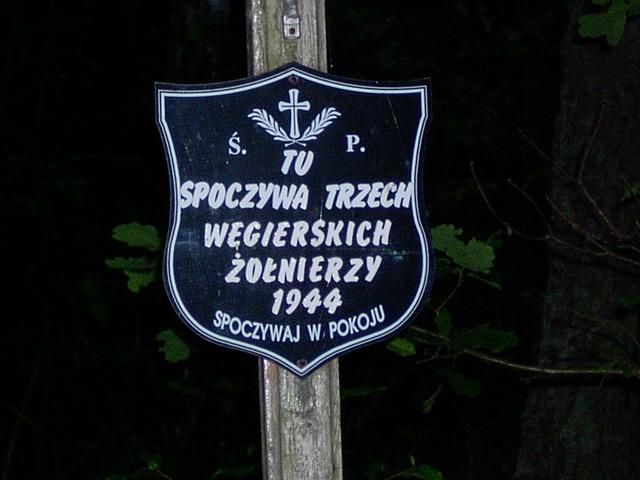 Ś. P.
TU
SPOCZYWA TRZECH
WĘGIERSKICH
ŻOŁNIERZY
1944
SPOCZYWAJ W POKOJU